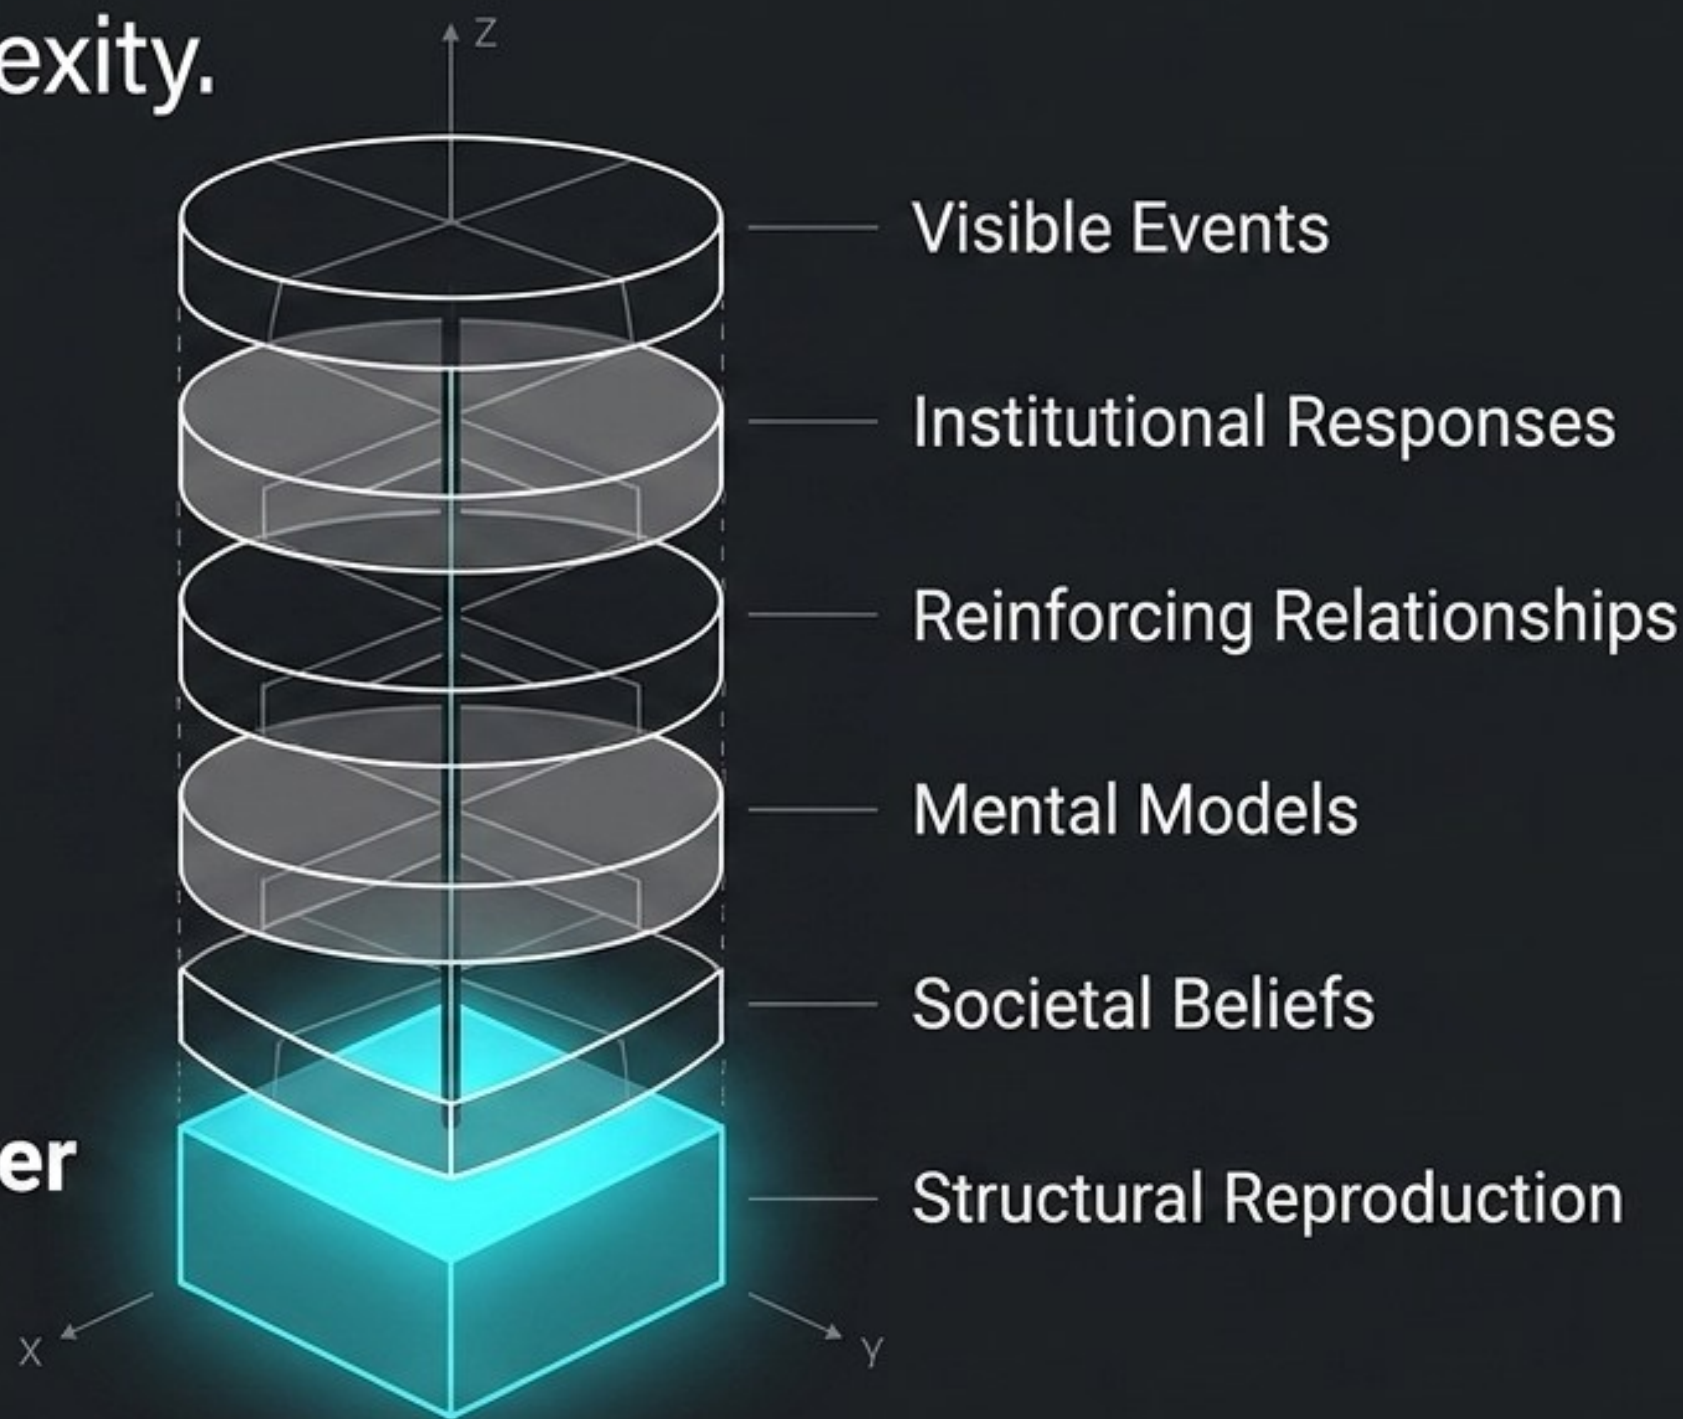 exity.
Z
Visible Events
Institutional Responses
Reinforcing Relationships
Mental Models
Societal Beliefs
er
Structural Reproduction
X
Y